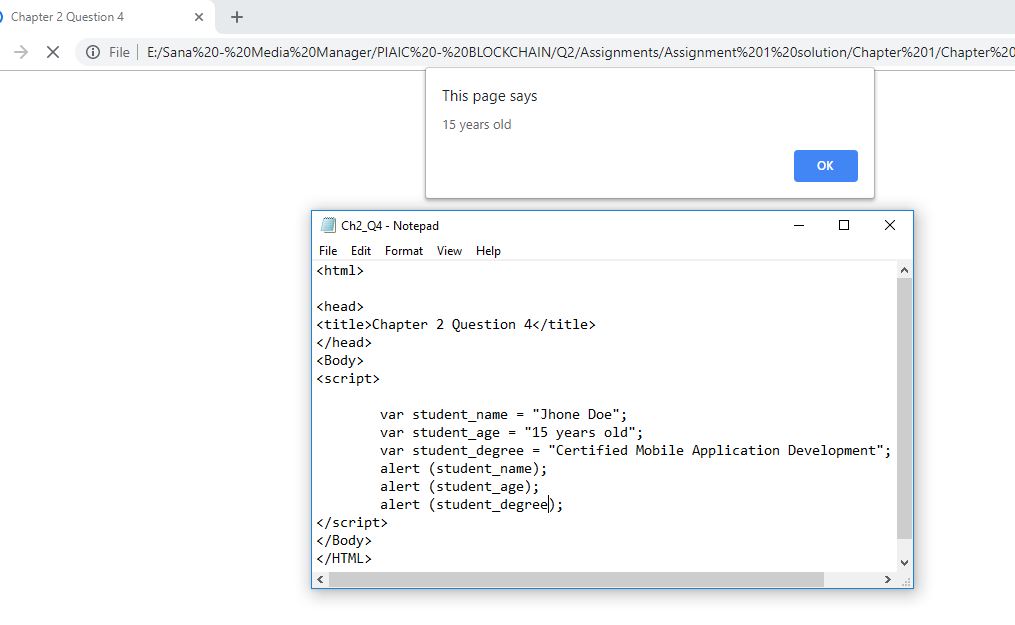 Chapter 2 Question 4
File E:/Sana%20-%20Media%20Manager/PIAIC%20-%20BLOCKCHAIN/Q2/Assignments/Assignment%201%20solution/Chapter%201/Chapter%20
This page says
15 years old
OK
Ch2_Q4 - Notepad
File Edit Format View Help
<html>
<head>
<title>Chapter 2 Question 4</title>
</head>
<Body>
<script>
var student_name = "Jhone Doe";
var student_age = "15 years old";
var student_degree = "Certified Mobile Application Development";
alert (student_name);
alert (student_age);
alert (student_degree);
</script>
</Body>
</HTML>